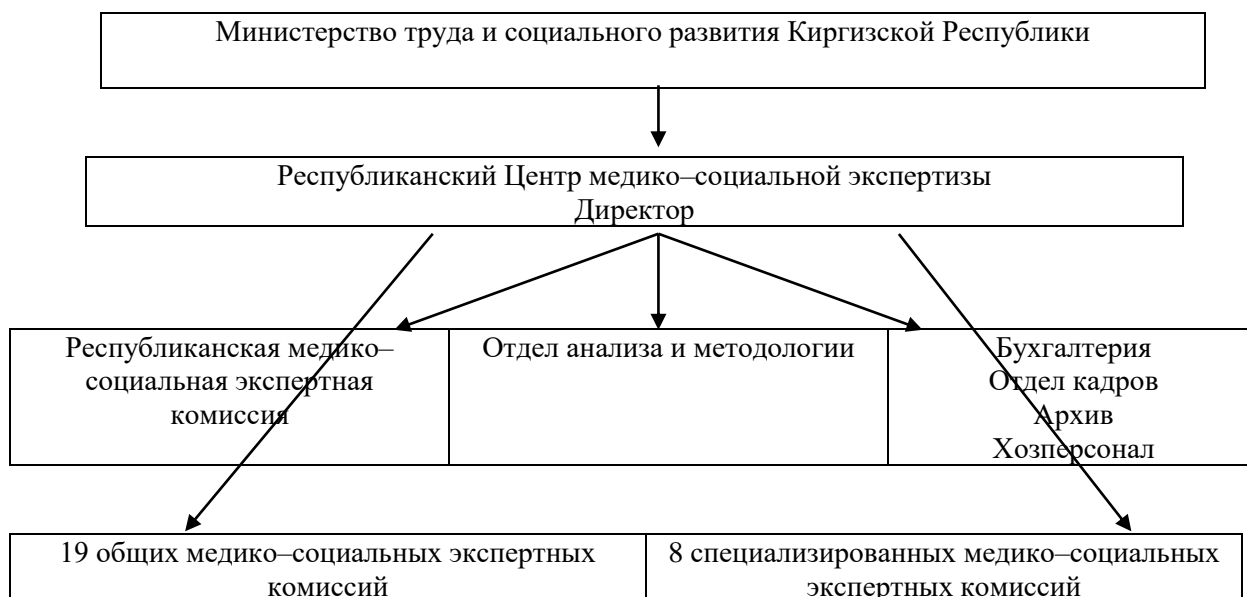 Министерство труда и социального развития Киргизской Республики
Республиканский Центр медико–социальной экспертизы
Директор
Республиканская медико–
социальная экспертная
комиссия
Отдел анализа и методологии
Бухгалтерия
Отдел кадров
Архив
Хозперсонал
19 общих медико–социальных экспертных
комиссий
8 специализированных медико–социальных
экспертных комиссий